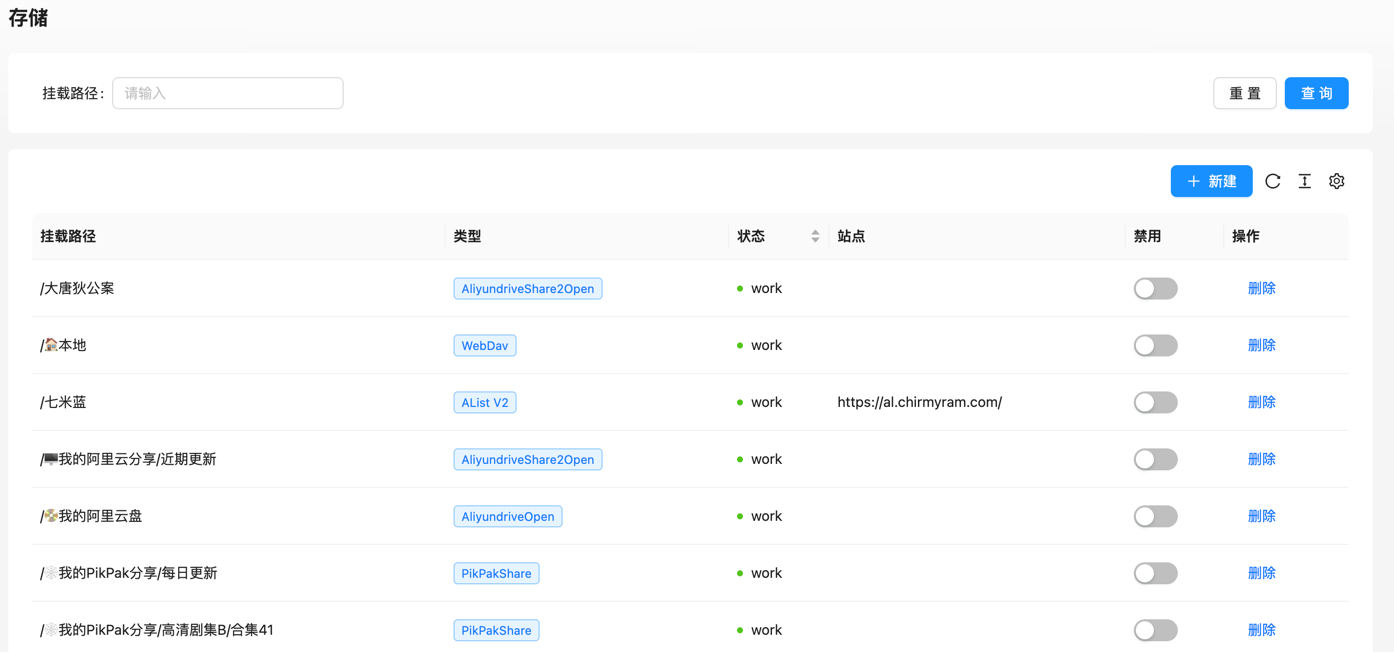 存储
挂载路径: 请输入 重 置 查 询
+ 新建
挂载路径 类型 状态 站点 禁用 操作
/大唐狄公案 AliyundriveShare2Open work 删除
/🏠本地 WebDav work 删除
/七米蓝 AList V2 work https://al.chirmyram.com/ 删除
/🖥️我的阿里云分享/近期更新 AliyundriveShare2Open work 删除
/📀我的阿里云盘 AliyundriveOpen work 删除
/🕸️我的PikPak分享/每日更新 PikPakShare work 删除
/🕸️我的PikPak分享/高清剧集B/合集41 PikPakShare work 删除